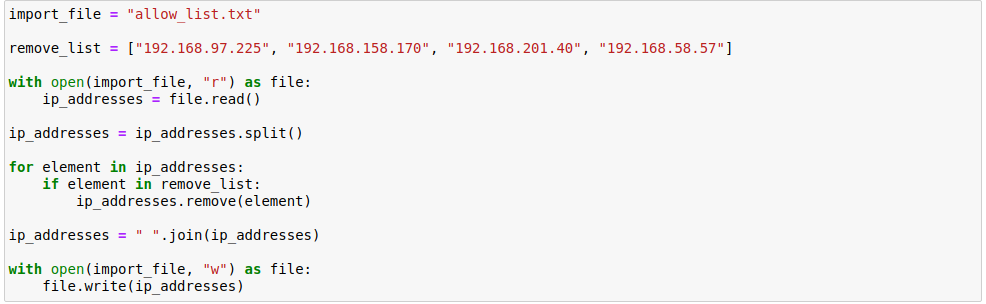 import_file = "allow_list.txt"
remove_list = ["192.168.97.225", "192.168.158.170", "192.168.201.40", "192.168.58.57"]
with open(import_file, "r") as file:
    ip_addresses = file.read()
ip_addresses = ip_addresses.split()
for element in ip_addresses:
    if element in remove_list:
        ip_addresses.remove(element)
ip_addresses = " ".join(ip_addresses)
with open(import_file, "w") as file:
    file.write(ip_addresses)